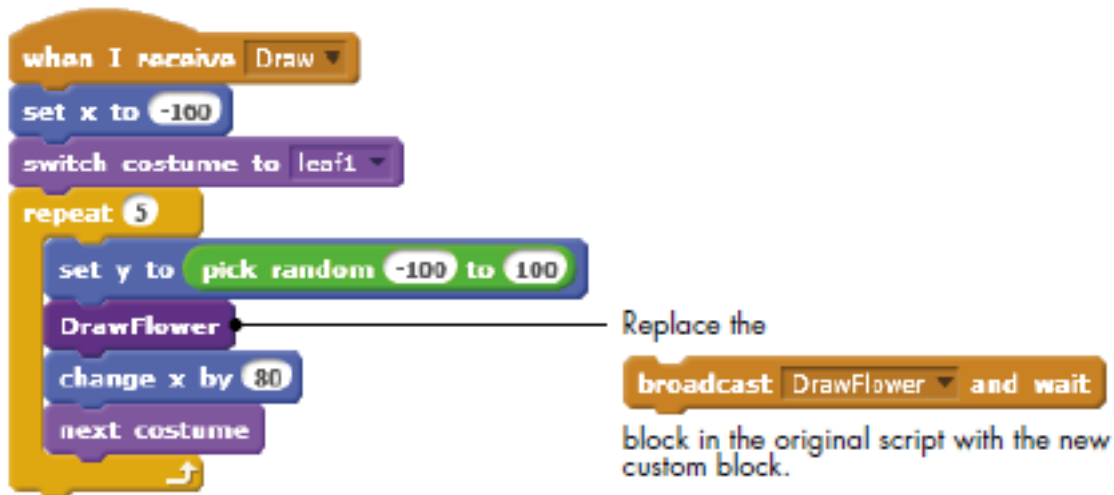 when I receive Draw
set x to -160
switch costume to leaf1
repeat 5
set y to pick random -100 to 100
DrawFlower
change x by 80
next costume
Replace the
broadcast DrawFlower and wait
block in the original script with the new
custom block.